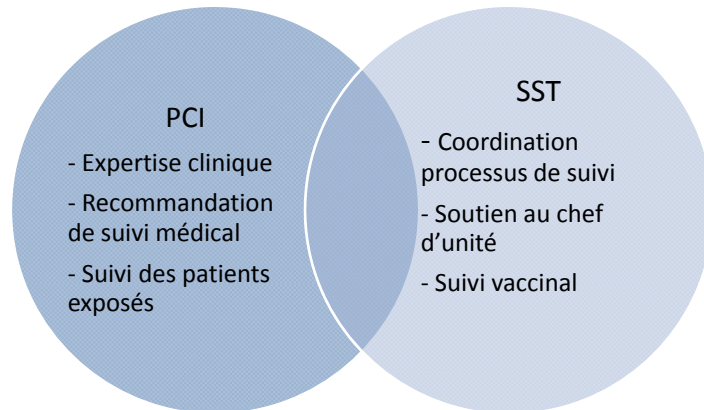 PCI
- Expertise clinique
- Recommandation
de suivi médical
- Suivi des patients
exposés
SST
- Coordination
processus de suivi
- Soutien au chef
d’unité
- Suivi vaccinal